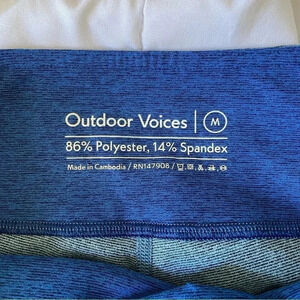 Outdoor Voices | M
86% Polyester, 14% Spandex
Made in Cambodia / RN147908 /